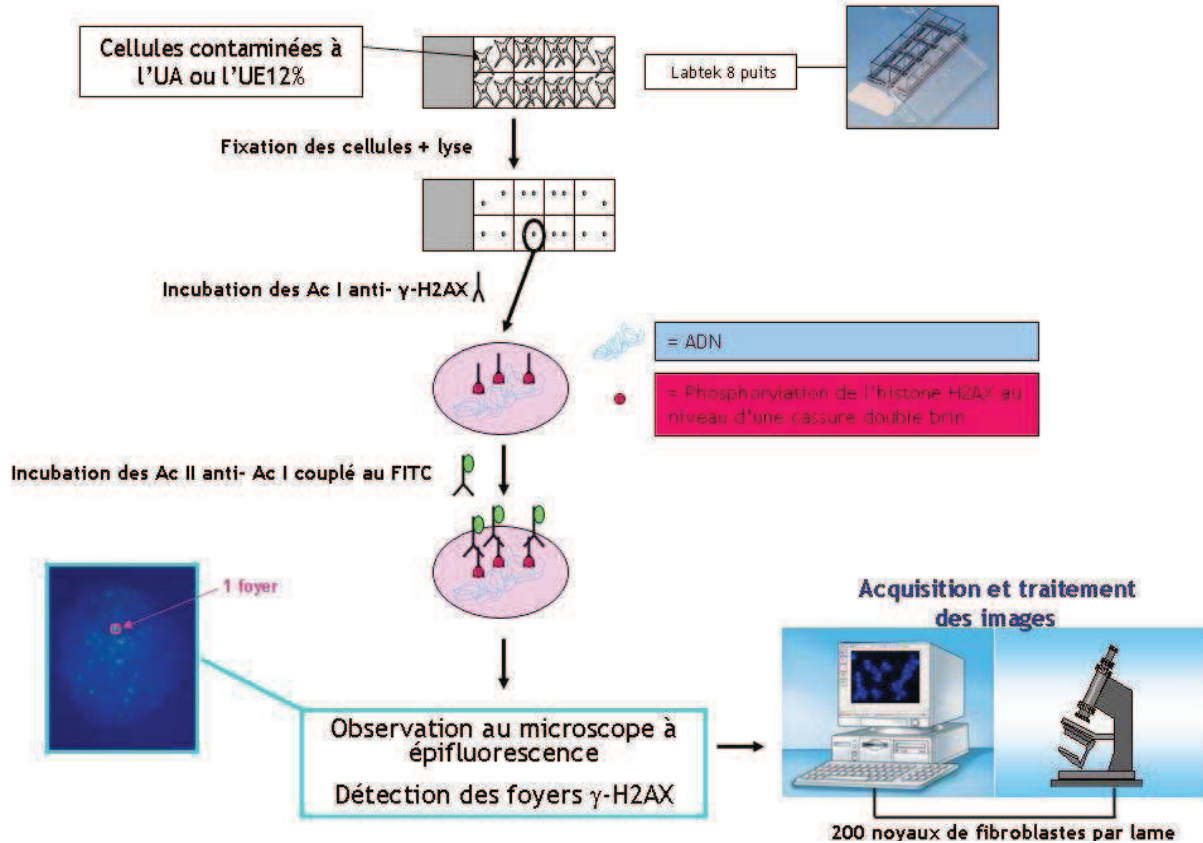 Cellules contaminées à
l'UA ou l'UE12%
Labtek 8 puits
Fixation des cellules + lyse
Incubation des Ac I anti- γ-H2AX
= ADN
= Phosphorylation de l'histone H2AX au
niveau d'une cassure double brin
Incubation des Ac II anti- Ac I couplé au FITC
1 foyer
Acquisition et traitement
des images
Observation au microscope à
épifluorescence
Détection des foyers γ-H2AX
200 noyaux de fibroblastes par lame